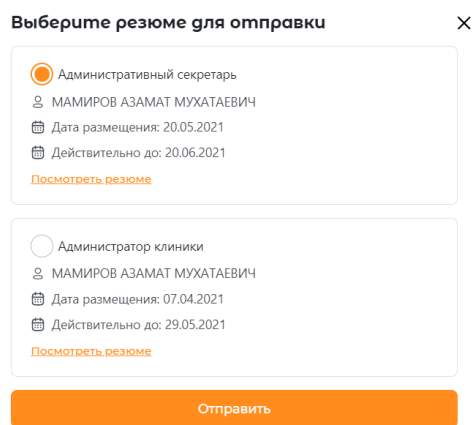 Выберите резюме для отправки
Административный секретарь
МАМИРОВ АЗАМАТ МУХАТАЕВИЧ
Дата размещения: 20.05.2021
Действительно до: 20.06.2021
Посмотреть резюме
Администратор клиники
МАМИРОВ АЗАМАТ МУХАТАЕВИЧ
Дата размещения: 07.04.2021
Действительно до: 29.05.2021
Посмотреть резюме
Отправить